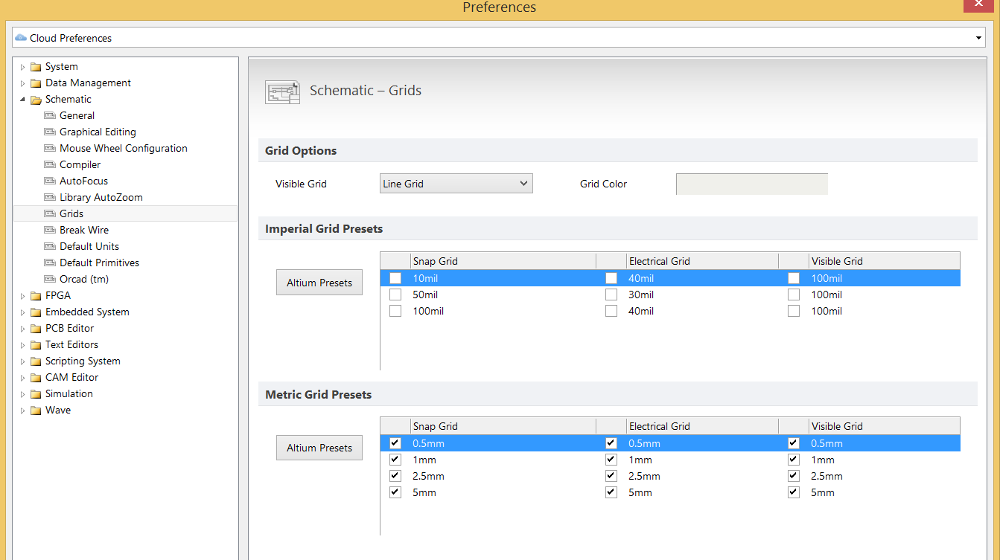 Preferences
Cloud Preferences
System
Data Management
Schematic
General
Graphical Editing
Mouse Wheel Configuration
Compiler
AutoFocus
Library AutoZoom
Grids
Break Wire
Default Units
Default Primitives
Orcad (tm)
FPGA
Embedded System
PCB Editor
Text Editors
Scripting System
CAM Editor
Simulation
Wave
Schematic – Grids
Grid Options
Visible Grid Line Grid Grid Color
Imperial Grid Presets
Altium Presets
Snap Grid Electrical Grid Visible Grid
10mil 40mil 100mil
50mil 30mil 100mil
100mil 40mil 100mil
Metric Grid Presets
Altium Presets
Snap Grid Electrical Grid Visible Grid
0.5mm 0.5mm 0.5mm
1mm 1mm 1mm
2.5mm 2.5mm 2.5mm
5mm 5mm 5mm